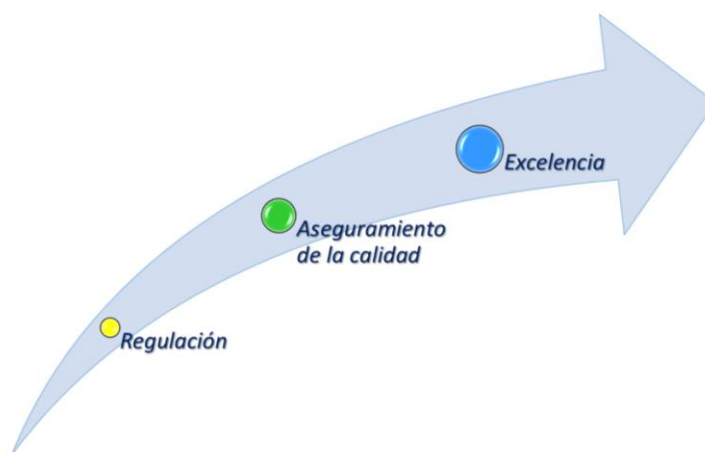 Excelencia
Aseguramiento
de la calidad
Regulación